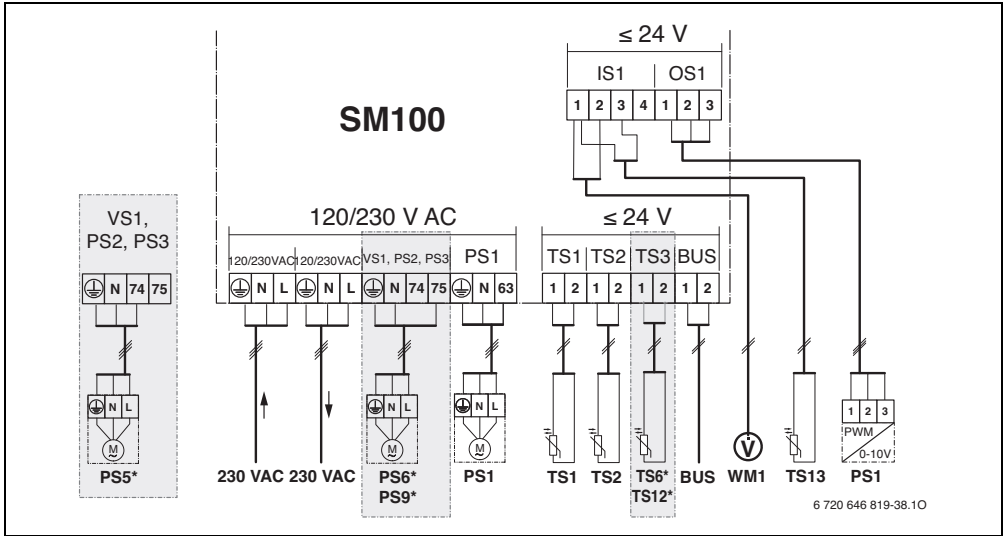 ≤ 24 V
IS1 OS1
1 2 3 4 1 2 3
SM100
VS1,
PS2, PS3
120/230 V AC ≤ 24 V
120/230VAC 120/230VAC VS1, PS2, PS3 PS1 TS1 TS2 TS3 BUS
N 74 75 N L N L N 74 75 N 63 1 2 1 2 1 2 1 2
N L N L N L 1 2 3
PWM
0-10V
M M M V
PS5* 230 VAC 230 VAC PS6* PS1 TS1 TS2 TS6* BUS WM1 TS13 PS1
PS9* TS12*
6 720 646 819-38.1O